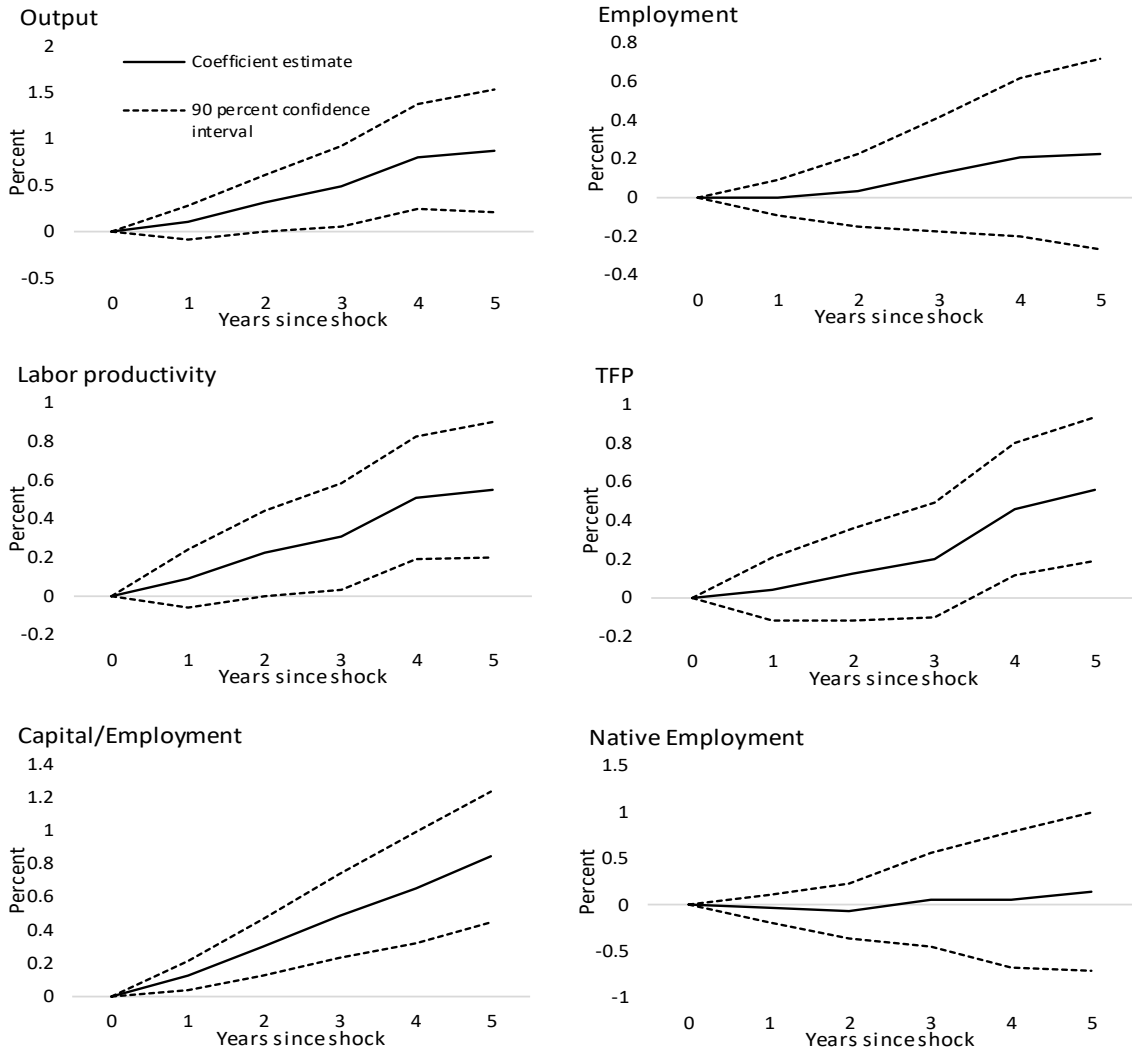 Output
2
1.5
1
0.5
0
-0.5
Percent
Coefficient estimate
90 percent confidence
interval
0 1 2 3 4 5
Years since shock
Employment
0.8
0.6
0.4
0.2
0
-0.2
-0.4
Percent
0 1 2 3 4 5
Years since shock
Labor productivity
1
0.8
0.6
0.4
0.2
0
-0.2
Percent
0 1 2 3 4 5
Years since shock
TFP
1
0.8
0.6
0.4
0.2
0
-0.2
Percent
0 1 2 3 4 5
Years since shock
Capital/Employment
1.4
1.2
1
0.8
0.6
0.4
0.2
0
Percent
0 1 2 3 4 5
Years since shock
Native Employment
1.5
1
0.5
0
-0.5
-1
Percent
0 1 2 3 4 5
Years since shock